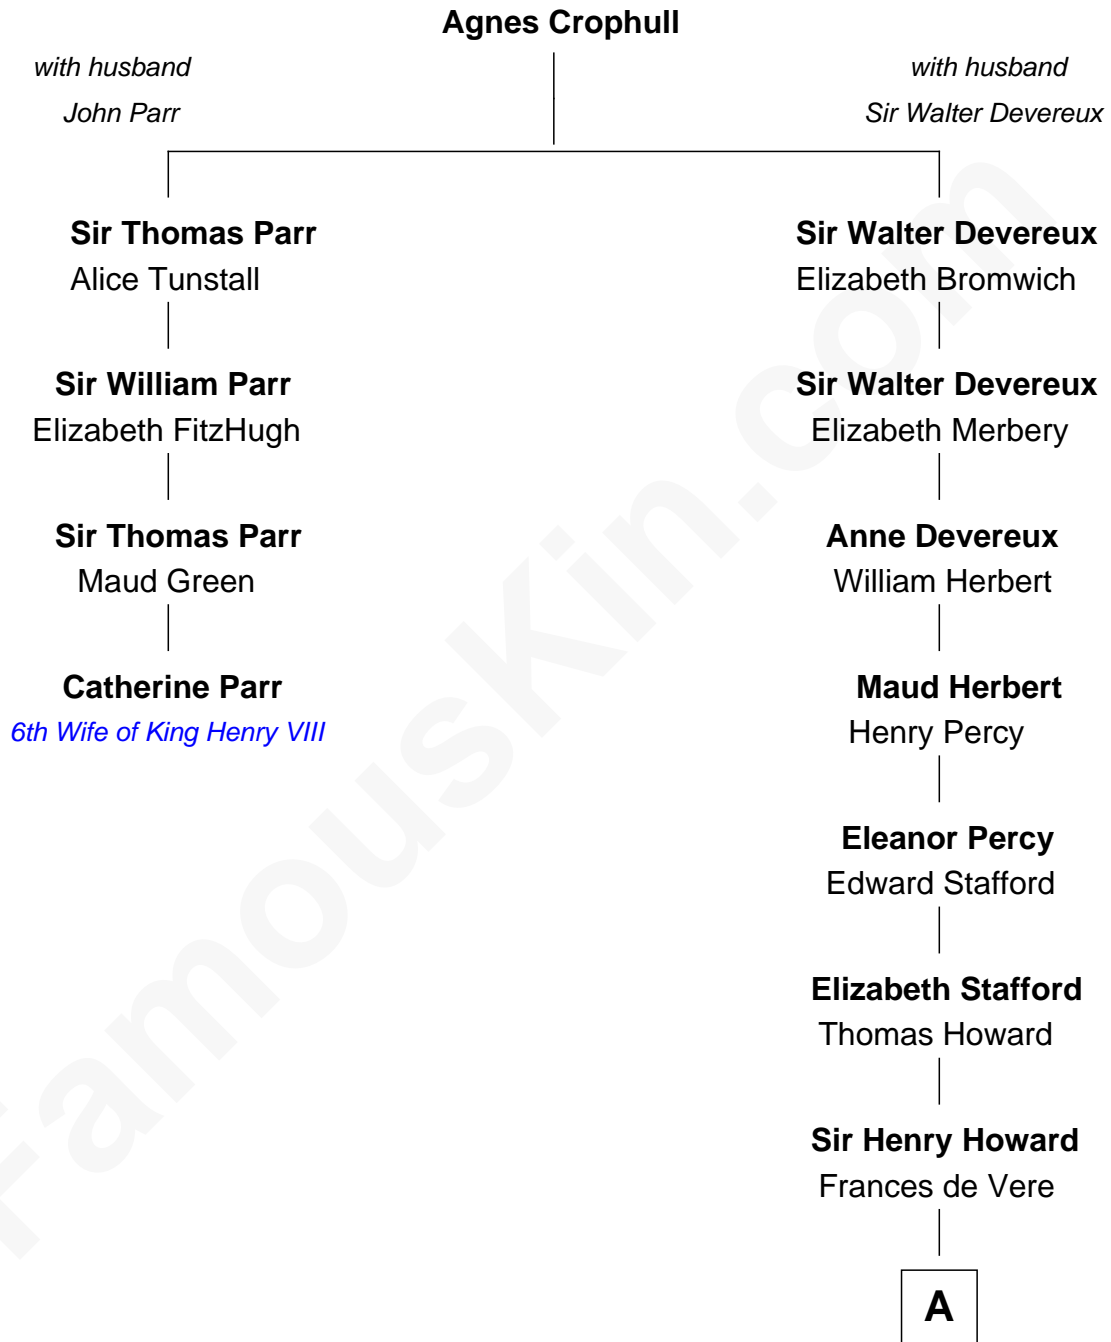 Agnes Crophull
with husband
John Parr
with husband
Sir Walter Devereux
Sir Thomas Parr
Alice Tunstall
Sir William Parr
Elizabeth FitzHugh
Sir Thomas Parr
Maud Green
Catherine Parr
6th Wife of King Henry VIII
Sir Walter Devereux
Elizabeth Bromwich
Sir Walter Devereux
Elizabeth Merbery
Anne Devereux
William Herbert
Maud Herbert
Henry Percy
Eleanor Percy
Edward Stafford
Elizabeth Stafford
Thomas Howard
Sir Henry Howard
Frances de Vere
A
FamousKin.com